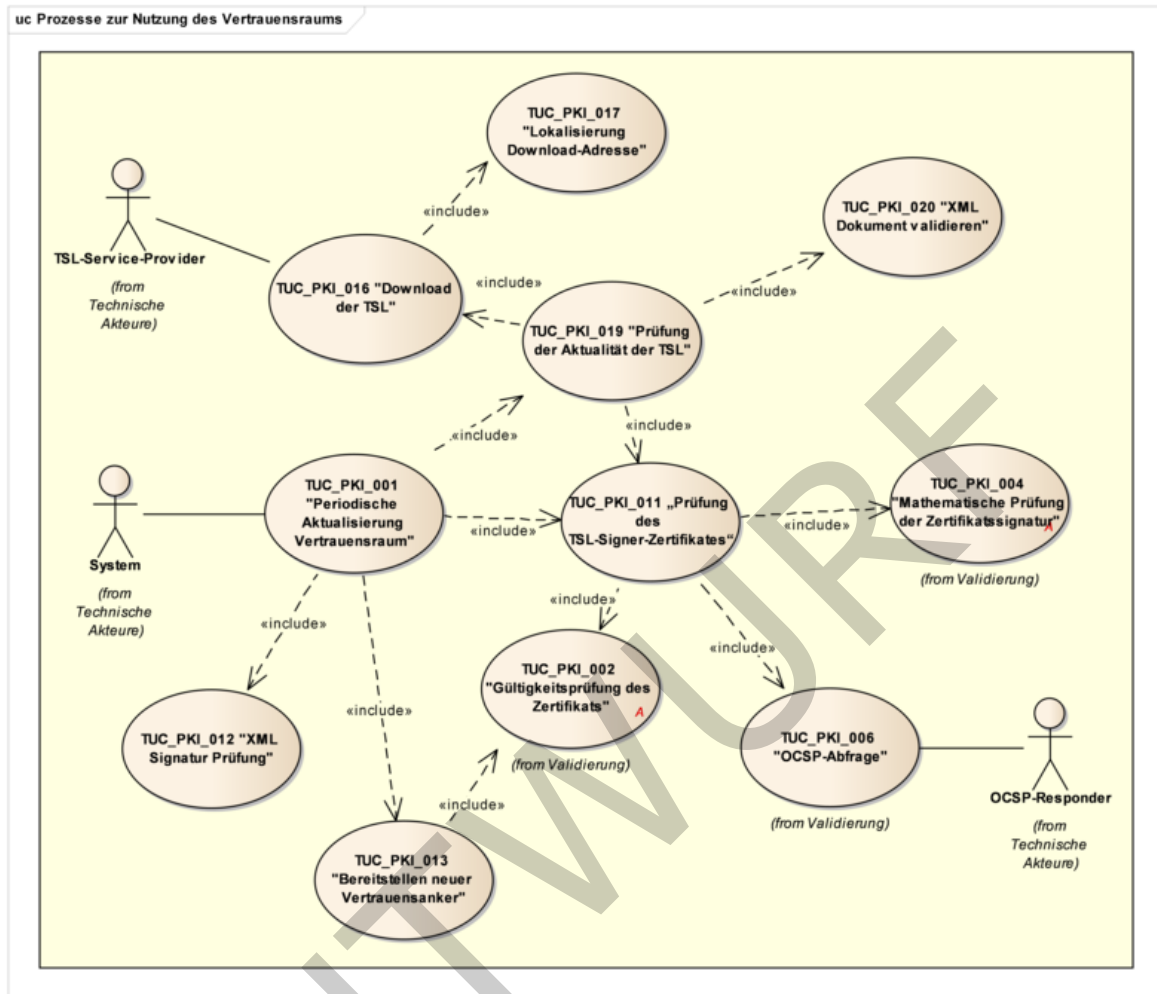 uc Prozesse zur Nutzung des Vertrauensraums
TUC_PKI_017
"Lokalisierung
Download-Adresse"
«include»
TUC_PKI_020 "XML
Dokument validieren"
TSL-Service-Provider
(from
Technische
Akteure)
TUC_PKI_016 "Download
der TSL"
«include»
«include»
TUC_PKI_019 "Prüfung
der Aktualität der TSL"
«include»
«include»
System
(from
Technische
Akteure)
TUC_PKI_001
"Periodische
Aktualisierung
Vertrauensraum"
«include»
TUC_PKI_011 „Prüfung
des
TSL-Signer-Zertifikates“
«include»
TUC_PKI_004
"Mathematische Prüfung
der Zertifikatssignatur"
A
(from Validierung)
«include»
«include»
«include»
«include»
TUC_PKI_012 "XML
Signatur Prüfung"
TUC_PKI_002
"Gültigkeitsprüfung des
Zertifikats"
A
(from Validierung)
TUC_PKI_006
"OCSP-Abfrage"
(from Validierung)
OCSP-Responder
(from
Technische
Akteure)
«include»
TUC_PKI_013
"Bereitstellen neuer
Vertrauensanker"
NTWURF